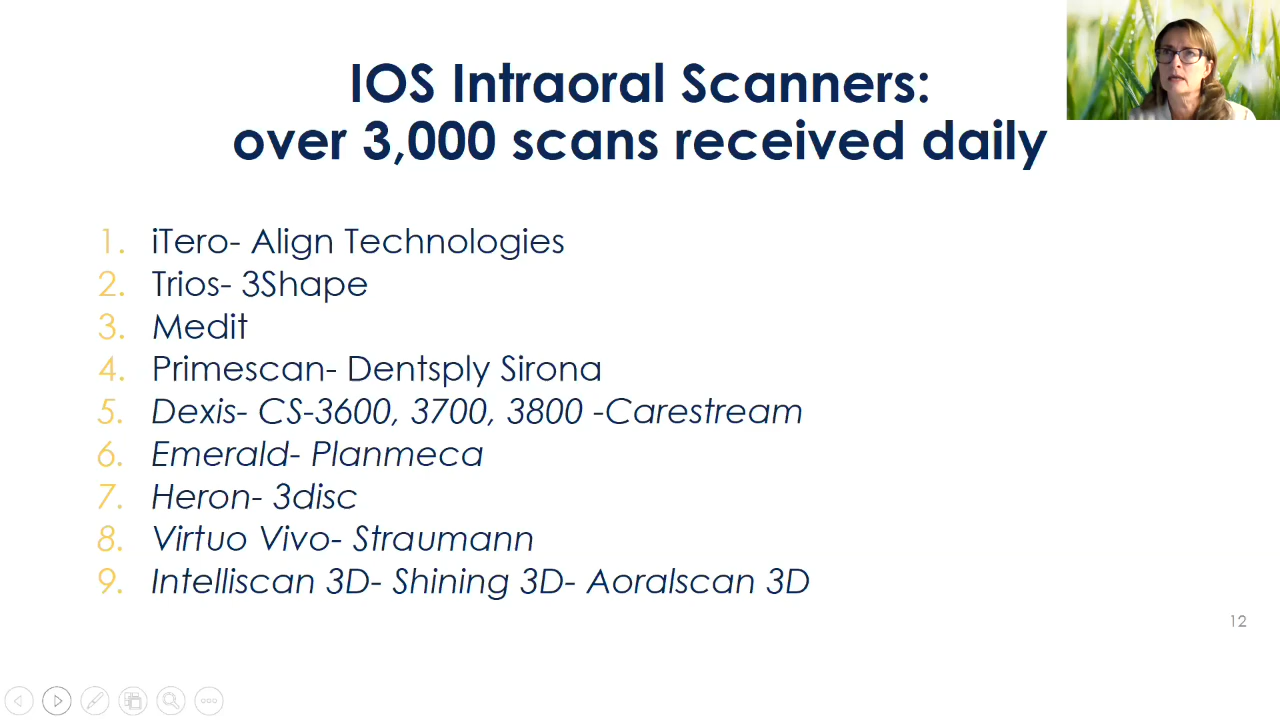 IOS Intraoral Scanners:
over 3,000 scans received daily
1. iTero- Align Technologies
2. Trios- 3Shape
3. Medit
4. Primescan- Dentsply Sirona
5. Dexis- CS-3600, 3700, 3800 -Carestream
6. Emerald- Planmeca
7. Heron- 3disc
8. Virtuo Vivo- Straumann
9. Intelliscan 3D- Shining 3D- Aoralscan 3D
12